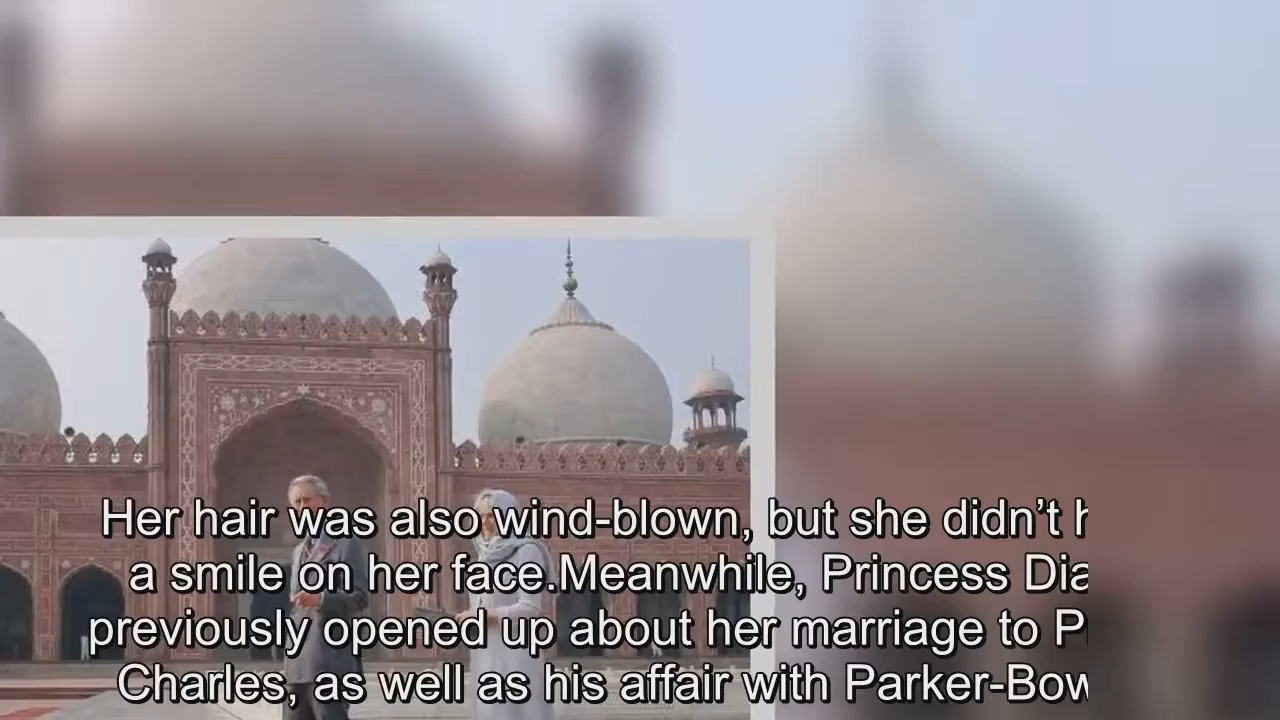 Her hair was also wind-blown, but she didn’t
a smile on her face.Meanwhile, Princess
previously opened up about her marriage to
Charles, as well as his affair with